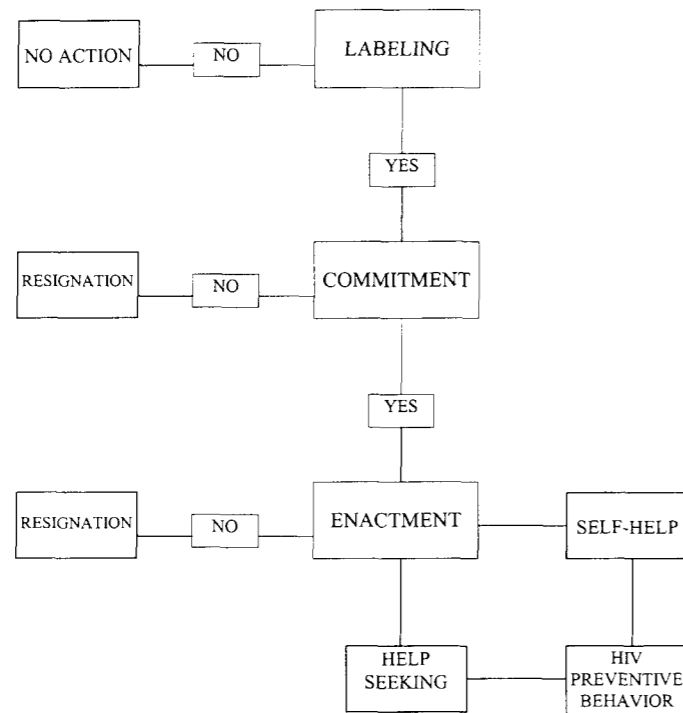 NO ACTION
NO
LABELING
YES
RESIGNATION
NO
COMMITMENT
YES
RESIGNATION
NO
ENACTMENT
SELF-HELP
HELP
SEEKING
HIV
PREVENTIVE
BEHAVIOR